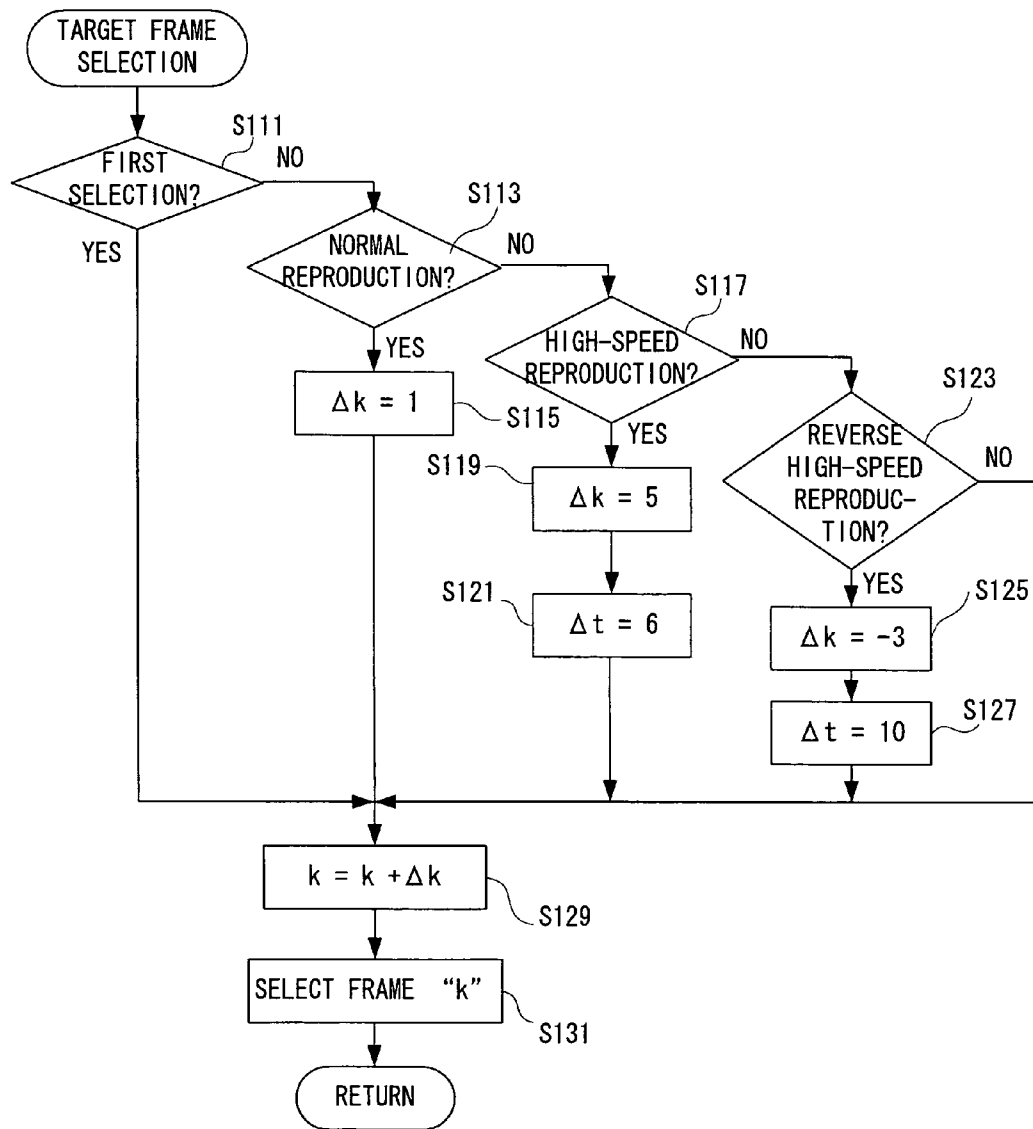 TARGET FRAME
SELECTION
S111
FIRST
SELECTION?
NO
YES
S113
NORMAL
REPRODUCTION?
NO
YES
Δk = 1
S115
S117
HIGH-SPEED
REPRODUCTION?
NO
YES
S119
Δk = 5
S121
Δt = 6
S123
REVERSE
HIGH-SPEED
REPRODUC-
TION?
NO
YES
S125
Δk = -3
S127
Δt = 10
k = k + Δk
S129
SELECT FRAME “k”
S131
RETURN